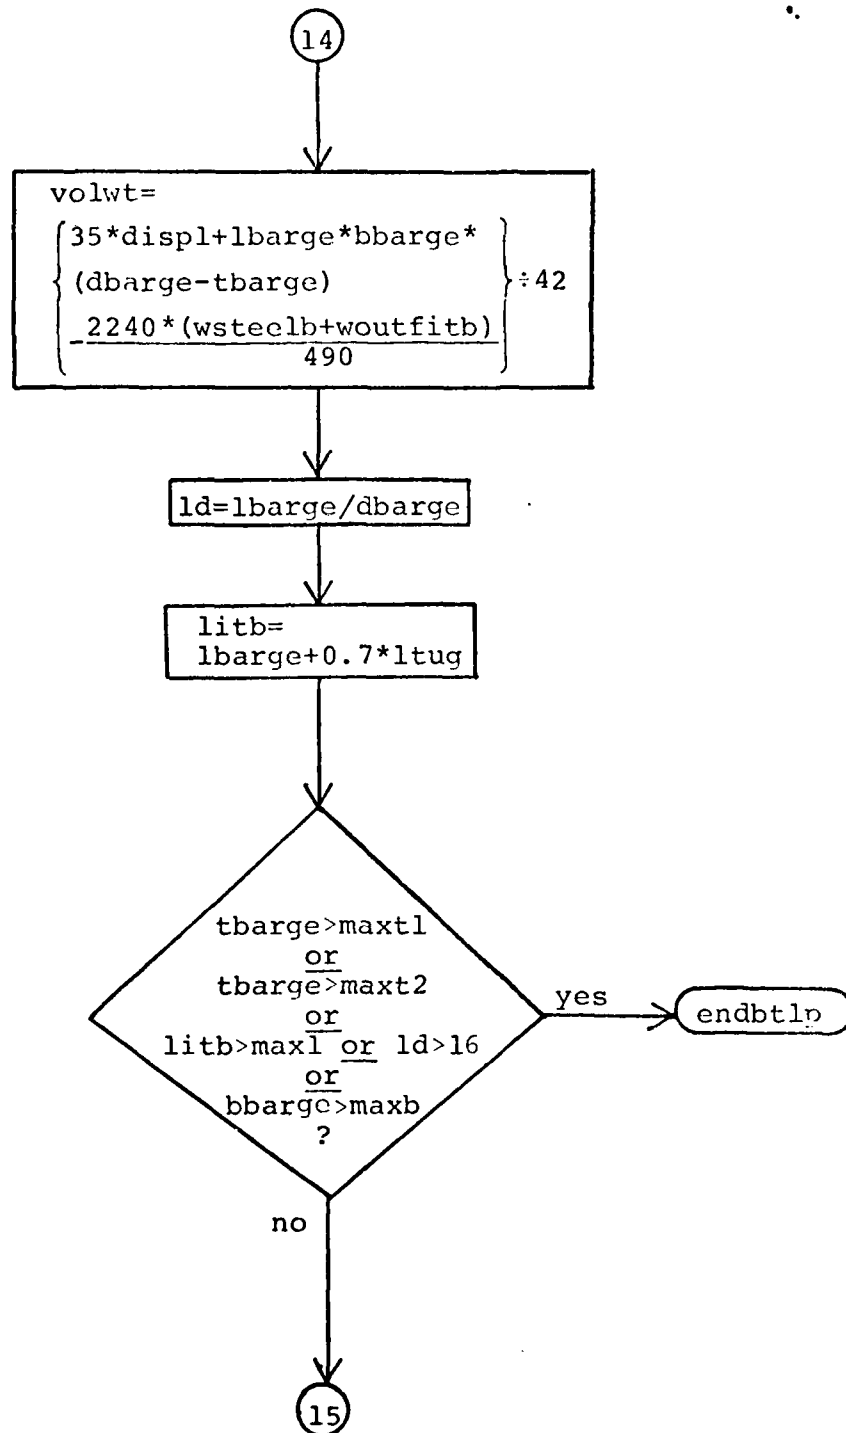 14
volwt=
35*displ+lbarge*bbarge*
(dbarge-tbarge) ÷42
-2240*(wsteelb+woutfitb)
490
ld=lbarge/dbarge
litb=
lbarge+0.7*ltug
tbarge>maxt1
or
tbarge>maxt2
or
litb>maxl or ld>16
or
bbarge>maxb
?
yes
endbtlp
no
15